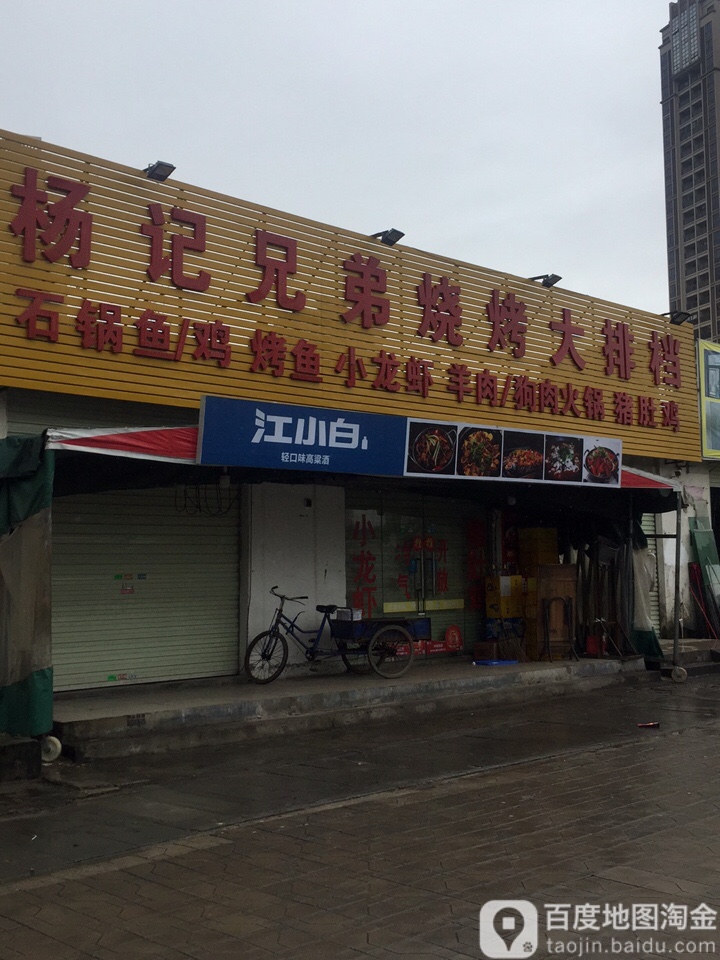 杨记兄弟烧烤大排档
石锅鱼/鸡 烤鱼 小龙虾 羊肉/狗肉火锅 猪肚鸡
江小白
轻口味高粱酒
小龙虾
百度地图淘金
taojin.baidu.com